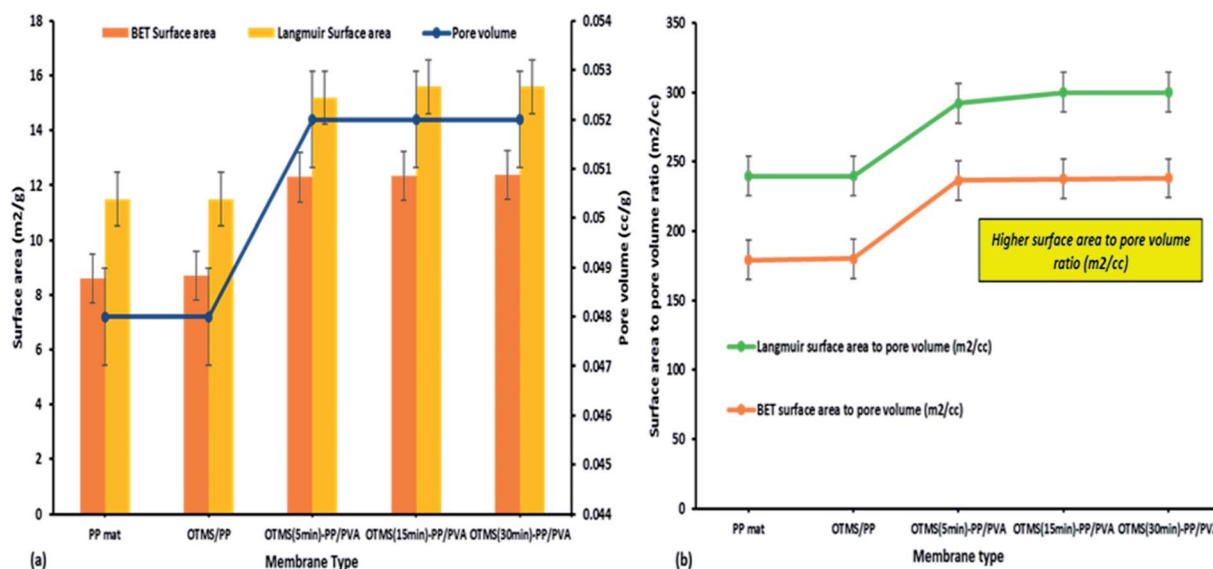 BET Surface area
Langmuir Surface area
Pore volume
18
16
14
12
10
8
6
4
2
0
Surface area (m2/g)
0.054
0.053
0.052
0.051
0.05
0.049
0.048
0.047
0.046
0.045
0.044
Pore volume (cc/g)
PP mat
OTMS/PP
OTMS(5min)-PP/PVA
OTMS(15min)-PP/PVA
OTMS(30min)-PP/PVA
(a)
Membrane Type
350
300
250
200
150
100
50
0
Surface area to pore volume ratio (m2/cc)
Higher surface area to pore volume
ratio (m2/cc)
Langmuir surface area to pore volume (m2/cc)
BET surface area to pore volume (m2/cc)
PP mat
OTMS/PP
OTMS(5min)-PP/PVA
OTMS(15min)-PP/PVA
OTMS(30min)-PP/PVA
(b)
Membrane type